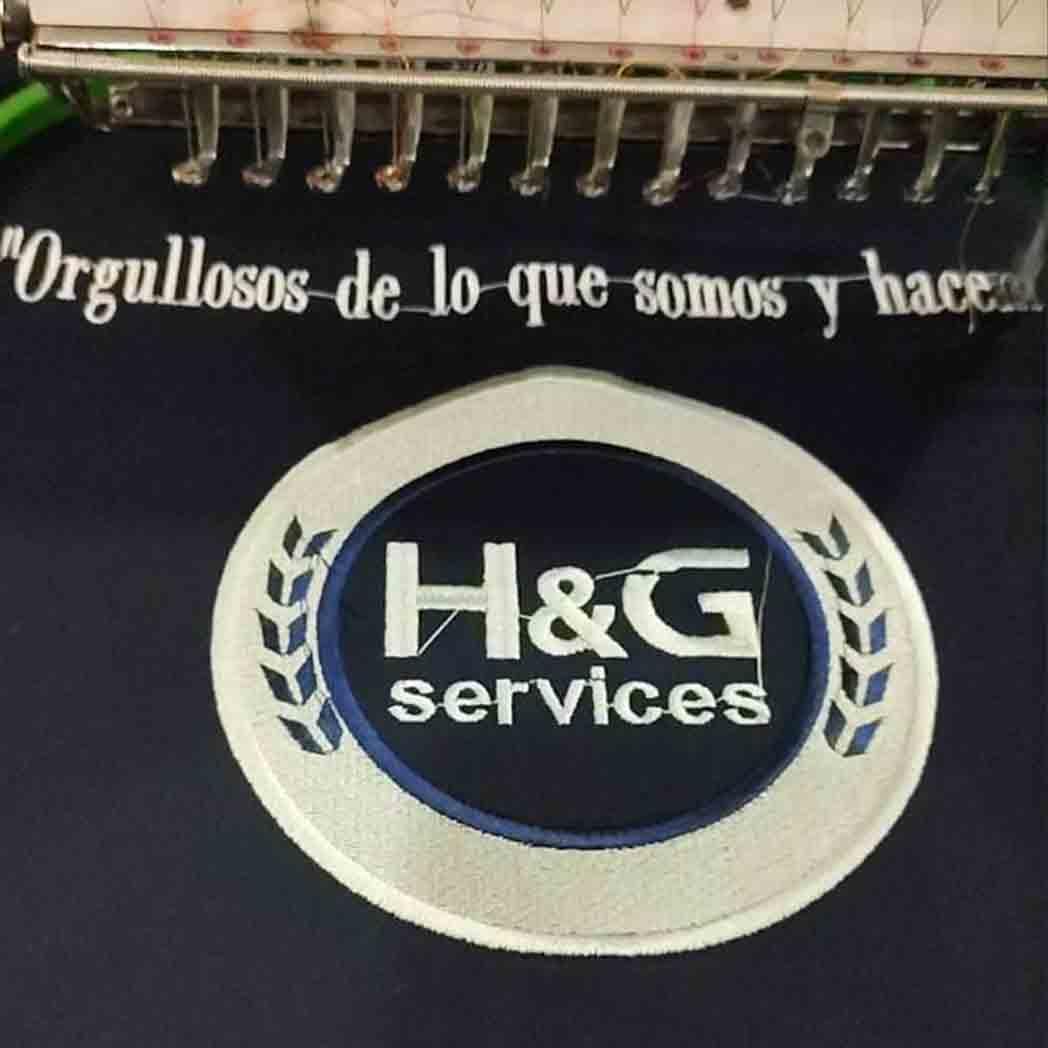 "Orgullosos de lo que somos y
H&G
services